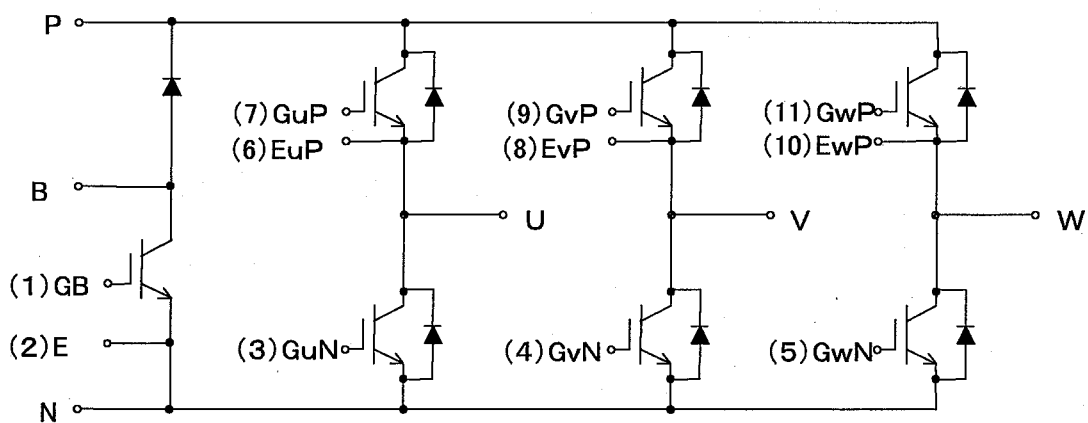 P
(7)GuP
(9)GvP
(11)GwP
(6)EuP
(8)EvP
(10)EwP
B
U
V
W
(1)GB
(2)E
(3)GuN
(4)GvN
(5)GwN
N